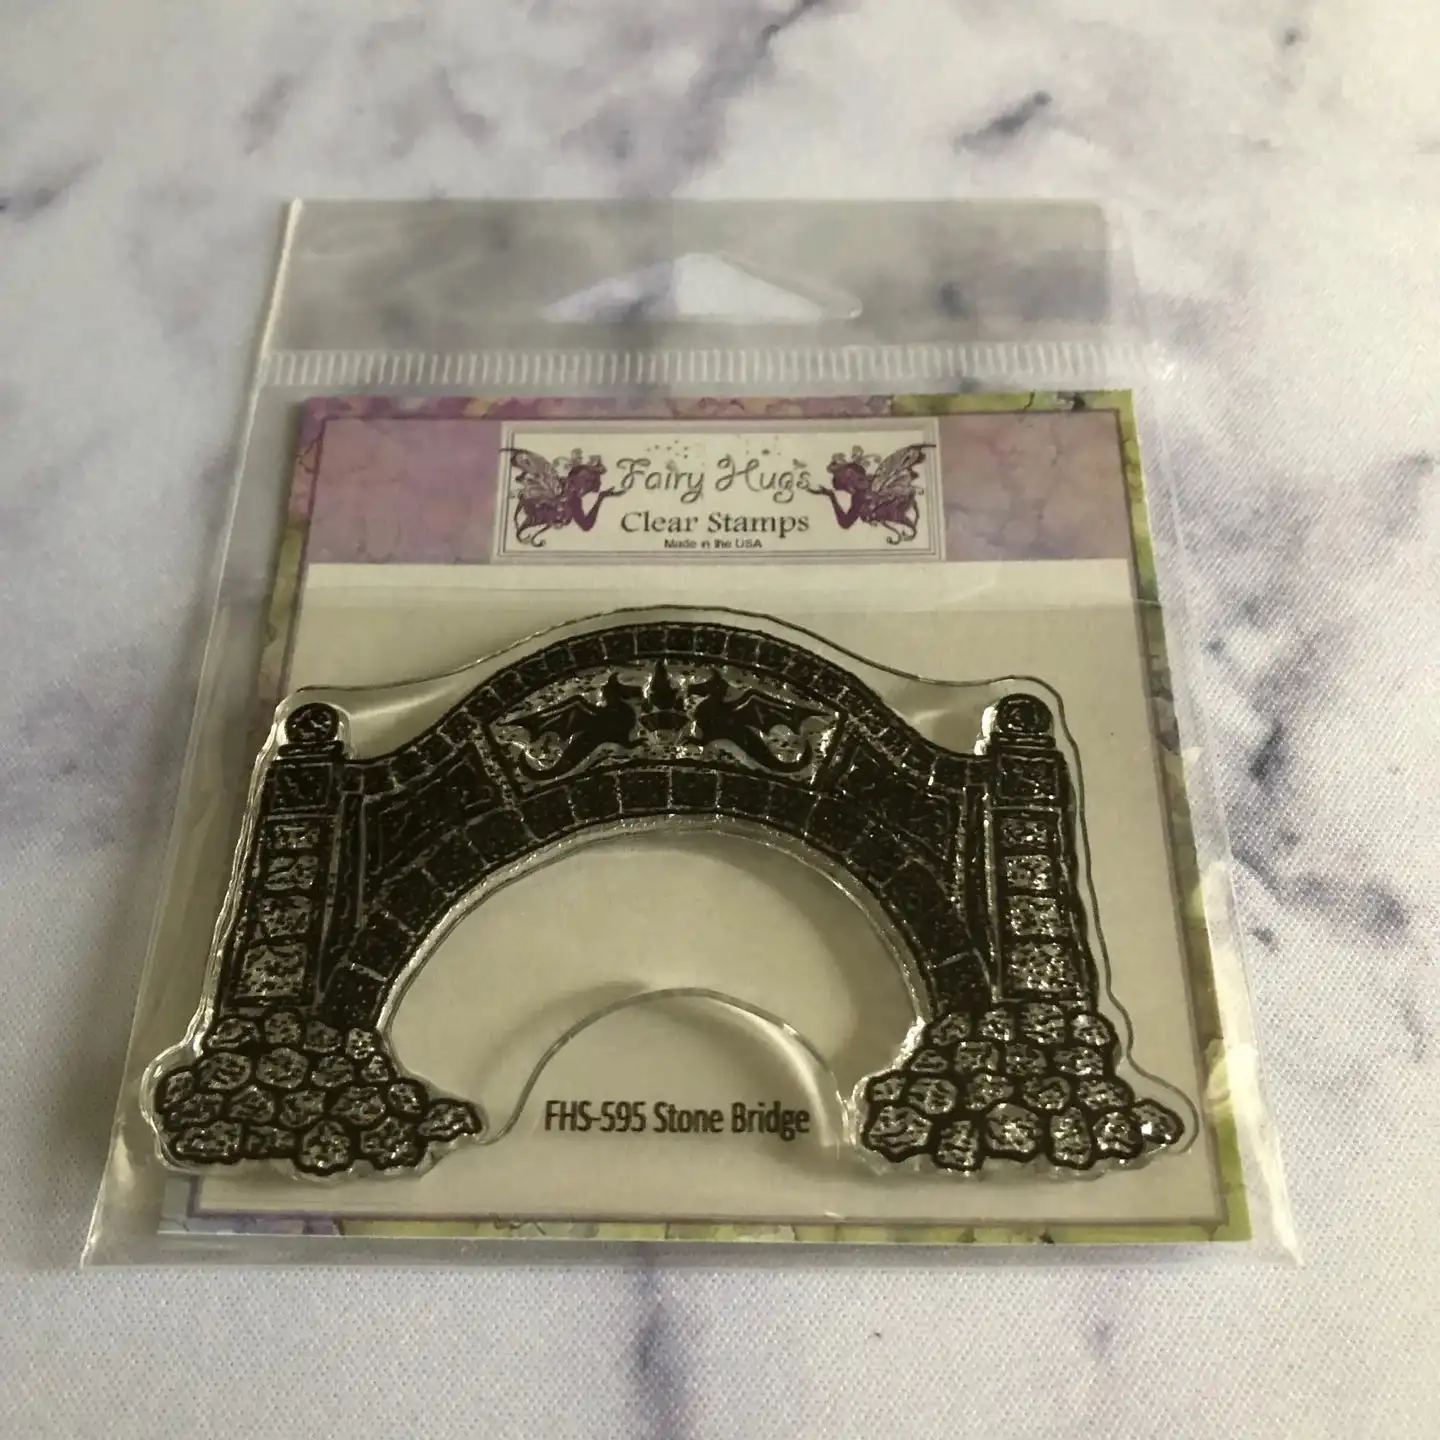 Fairy Hugs
Clear Stamps
Made in the USA
FHS-595 Stone Bridge